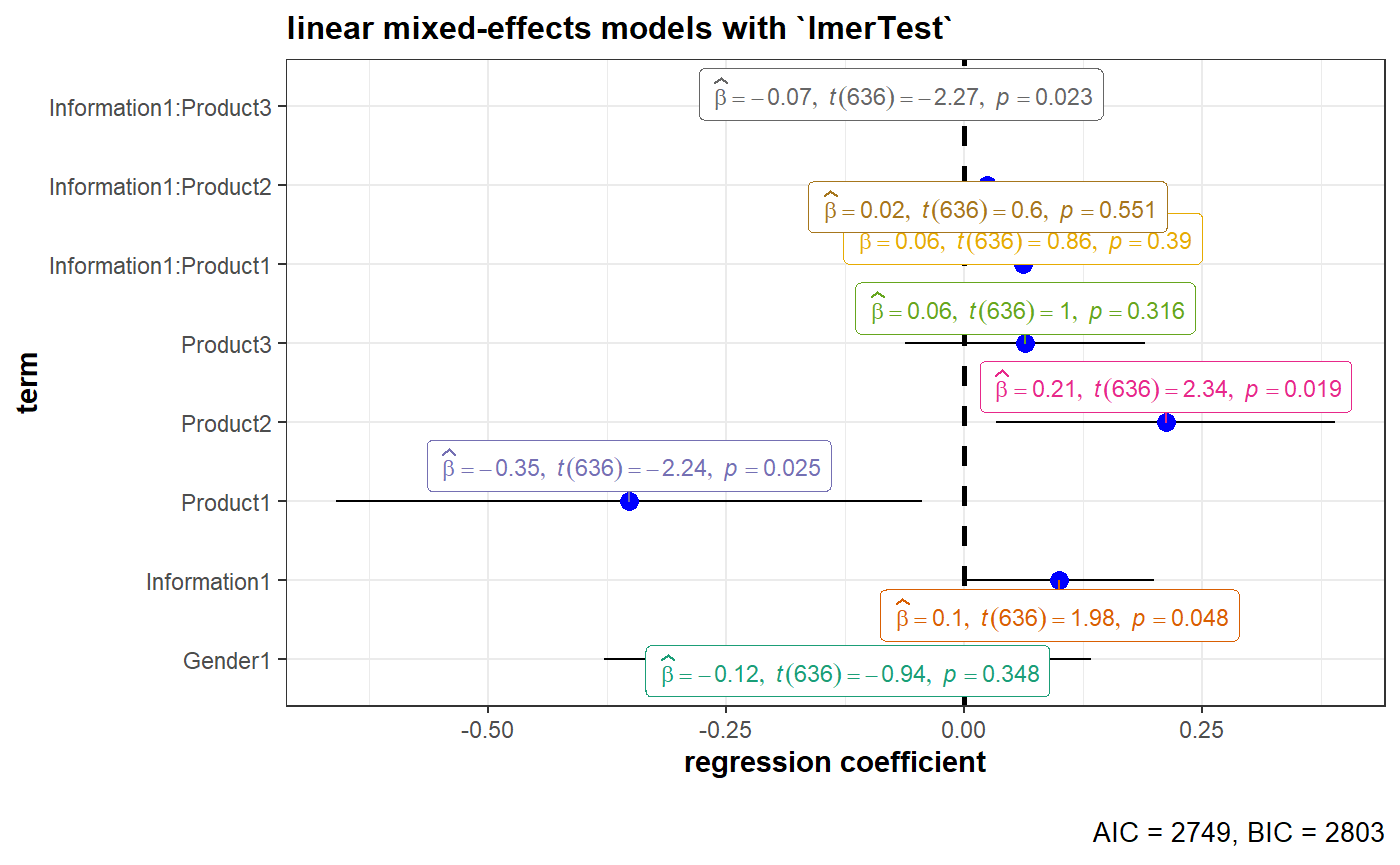 linear mixed-effects models with `lmerTest`
Information1:Product3
β̂ = −0.07, t(636) = −2.27, p = 0.023
Information1:Product2
β̂ = 0.02, t(636) = 0.6, p = 0.551
β = 0.06, t(636) = 0.86, p = 0.39
Information1:Product1
β̂ = 0.06, t(636) = 1, p = 0.316
Product3
β̂ = 0.21, t(636) = 2.34, p = 0.019
Product2
β̂ = −0.35, t(636) = −2.24, p = 0.025
Product1
Information1
β̂ = 0.1, t(636) = 1.98, p = 0.048
Gender1
β̂ = −0.12, t(636) = −0.94, p = 0.348
term
-0.50 -0.25 0.00 0.25
regression coefficient
AIC = 2749, BIC = 2803